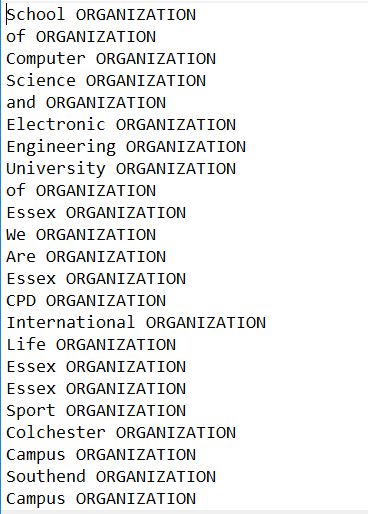 School ORGANIZATION
of ORGANIZATION
Computer ORGANIZATION
Science ORGANIZATION
and ORGANIZATION
Electronic ORGANIZATION
Engineering ORGANIZATION
University ORGANIZATION
of ORGANIZATION
Essex ORGANIZATION
We ORGANIZATION
Are ORGANIZATION
Essex ORGANIZATION
CPD ORGANIZATION
International ORGANIZATION
Life ORGANIZATION
Essex ORGANIZATION
Essex ORGANIZATION
Sport ORGANIZATION
Colchester ORGANIZATION
Campus ORGANIZATION
Southend ORGANIZATION
Campus ORGANIZATION